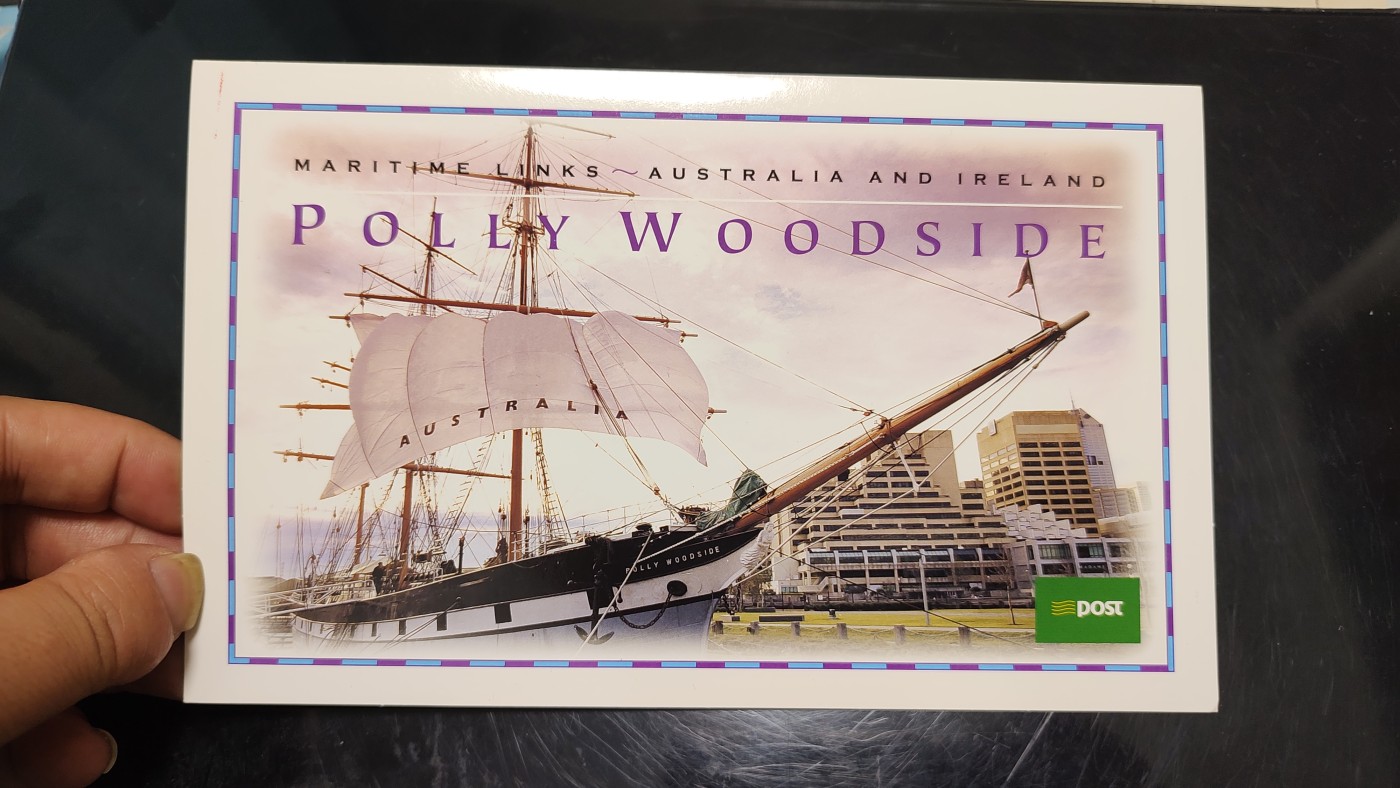 MARITIME LINKS ~ AUSTRALIA AND IRELAND
POLLY WOODSIDE
AUSTRALIA
POLLY WOODSIDE
POST